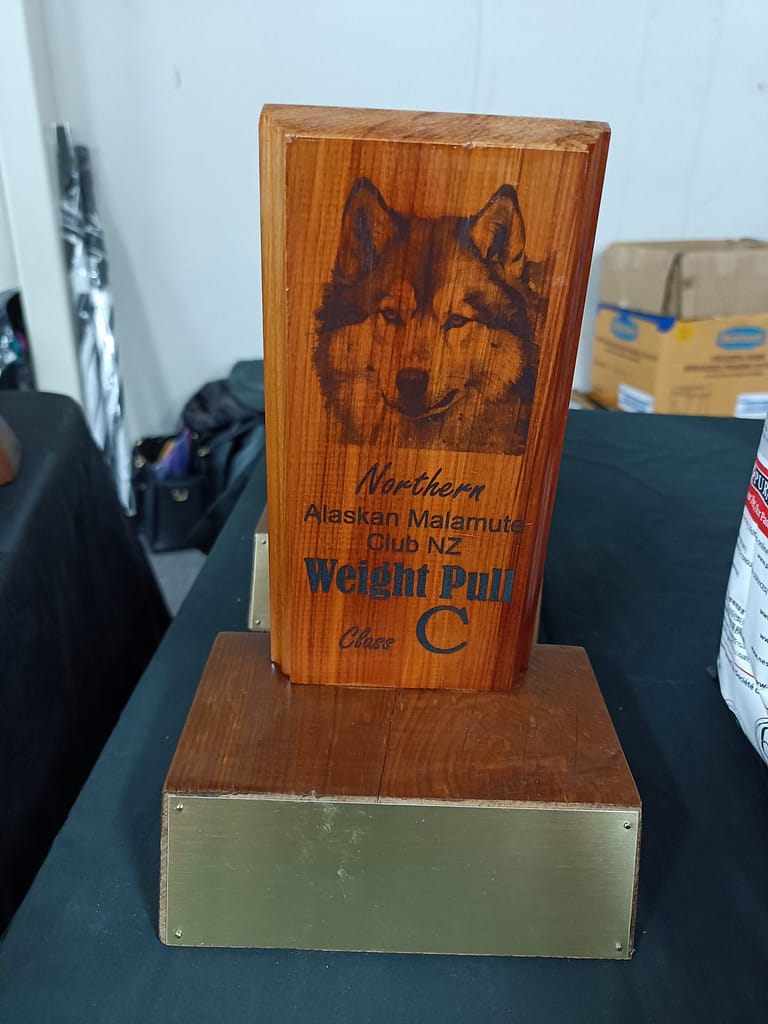 Northern
Alaskan Malamute
Club NZ
Weight Pull
Class C